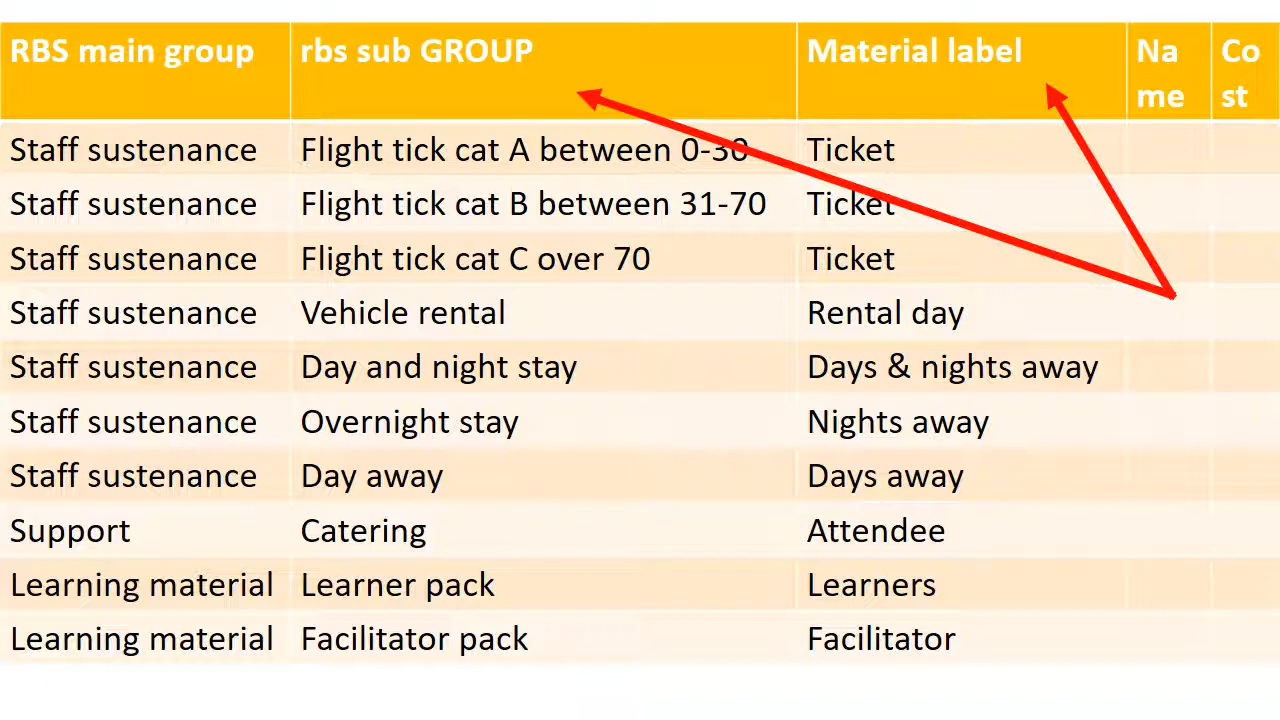 RBS main group rbs sub GROUP Material label Na Co
me st
Staff sustenance Flight tick cat A between 0-30 Ticket
Staff sustenance Flight tick cat B between 31-70 Ticket
Staff sustenance Flight tick cat C over 70 Ticket
Staff sustenance Vehicle rental Rental day
Staff sustenance Day and night stay Days & nights away
Staff sustenance Overnight stay Nights away
Staff sustenance Day away Days away
Support Catering Attendee
Learning material Learner pack Learners
Learning material Facilitator pack Facilitator